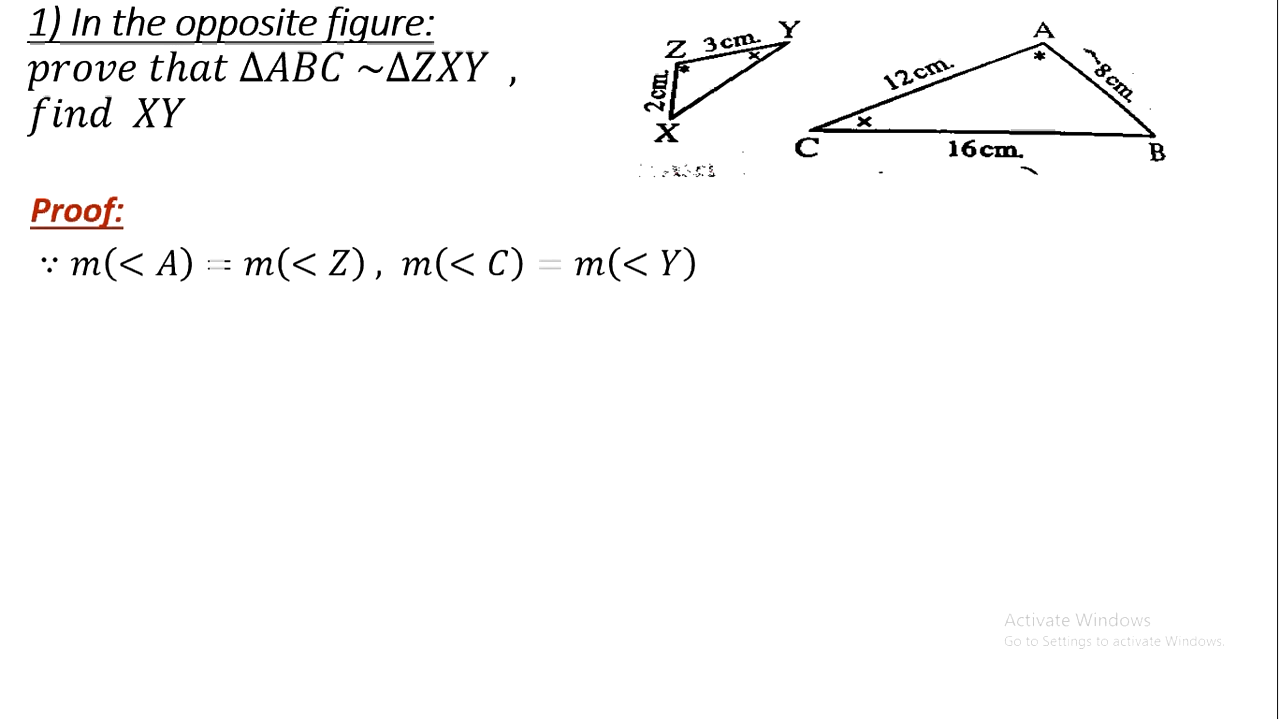 1) In the opposite figure:
prove that ΔABC ~ΔZXY ,
find XY
Z 3cm. Y
2cm.
X
A
12cm. 8cm.
C 16cm. B
Proof:
∵ m(< A) = m(< Z) , m(< C) = m(< Y)
Activate Windows
Go to Settings to activate Windows.